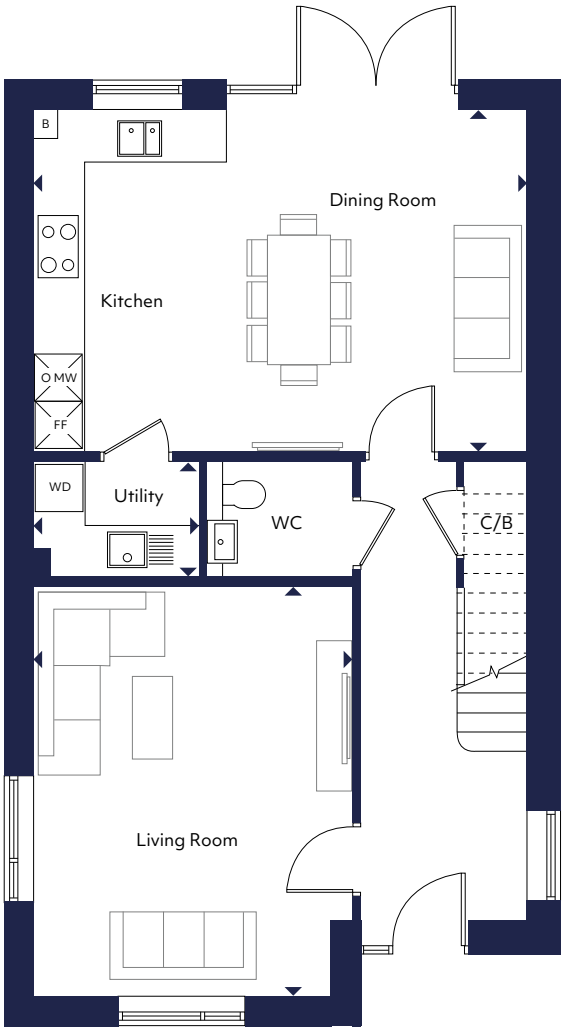 B
Dining Room
Kitchen
O MW
FF
WD
Utility
WC
C/B
Living Room